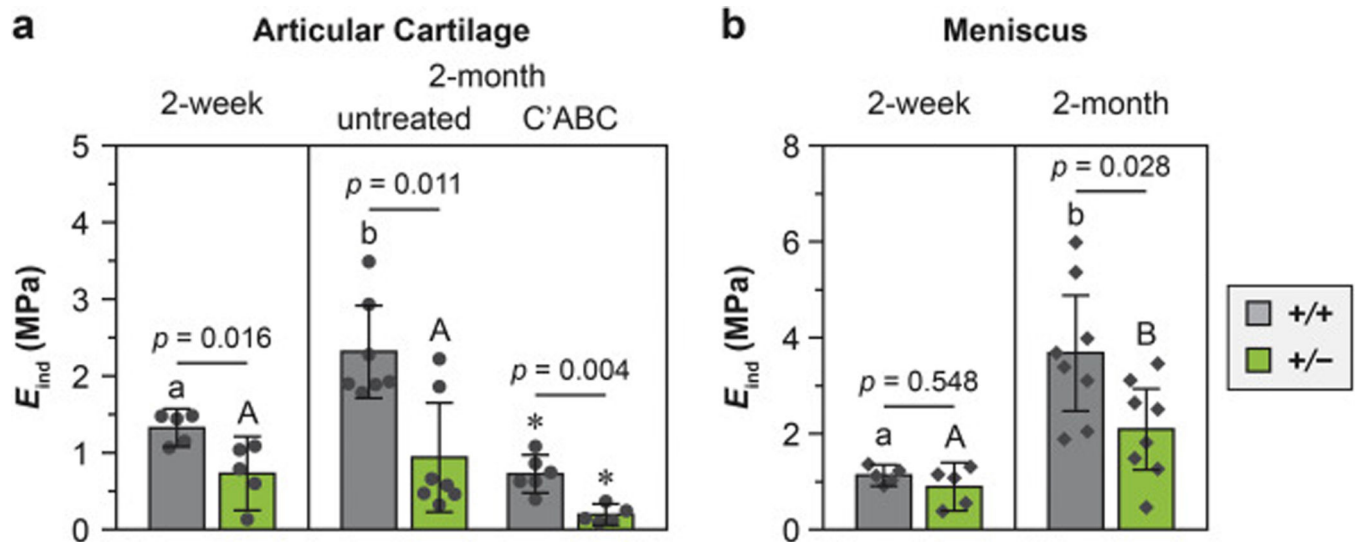 a
Articular Cartilage
2-week
2-month
untreated
C'ABC
E_ind (MPa)
5
4
3
2
1
0
p = 0.016
a
A
p = 0.011
b
A
p = 0.004
*
*
b
Meniscus
2-week
2-month
E_ind (MPa)
8
6
4
2
0
p = 0.548
a
A
p = 0.028
b
B
+/+
+/−